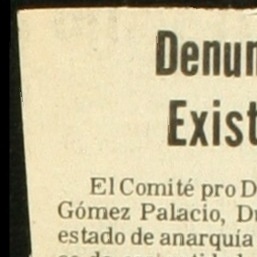 Denun
Exist
El Comité pro D
Gómez Palacio, D
estado de anarquía